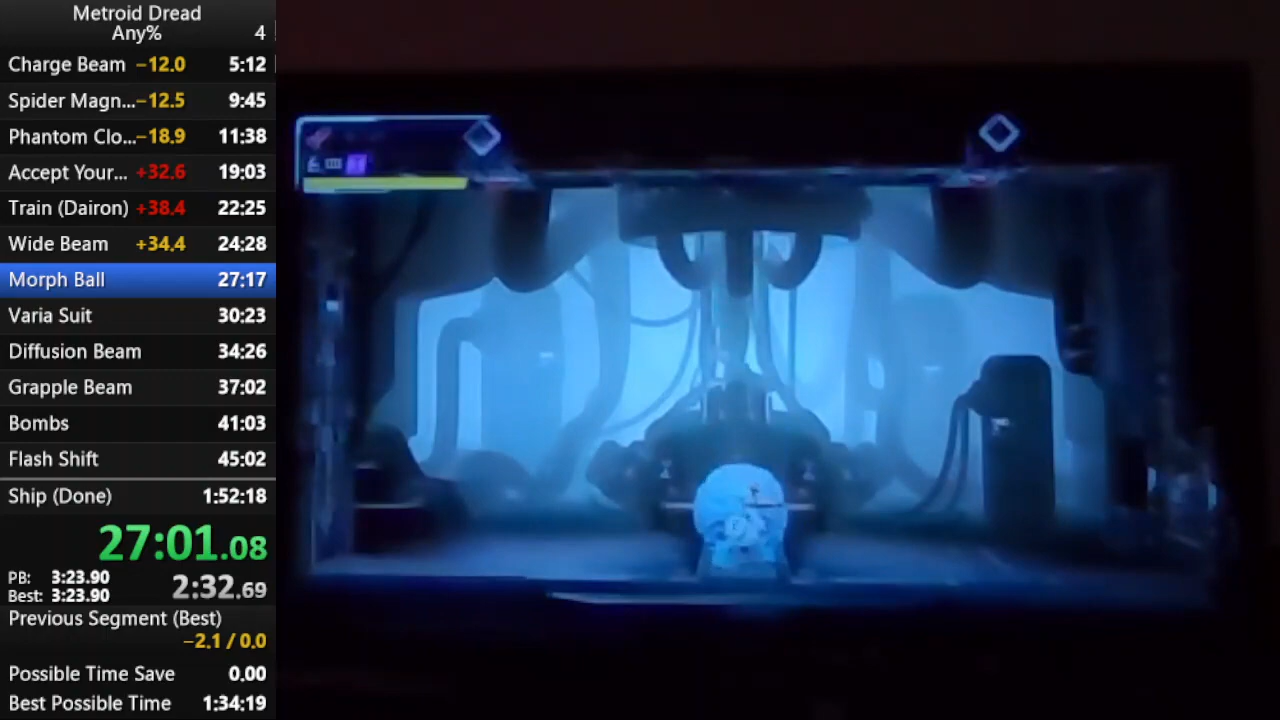 Metroid Dread
Any% 4
Charge Beam −12.0 5:12
Spider Magn... −12.5 9:45
Phantom Clo... −18.9 11:38
Accept Your... +32.6 19:03
Train (Dairon) +38.4 22:25
Wide Beam +34.4 24:28
Morph Ball 27:17
Varia Suit 30:23
Diffusion Beam 34:26
Grapple Beam 37:02
Bombs 41:03
Flash Shift 45:02
Ship (Done) 1:52:18
27:01.08
PB: 3:23.90
Best: 3:23.90
2:32.69
Previous Segment (Best)
−2.1 / 0.0
Possible Time Save 0.00
Best Possible Time 1:34:19